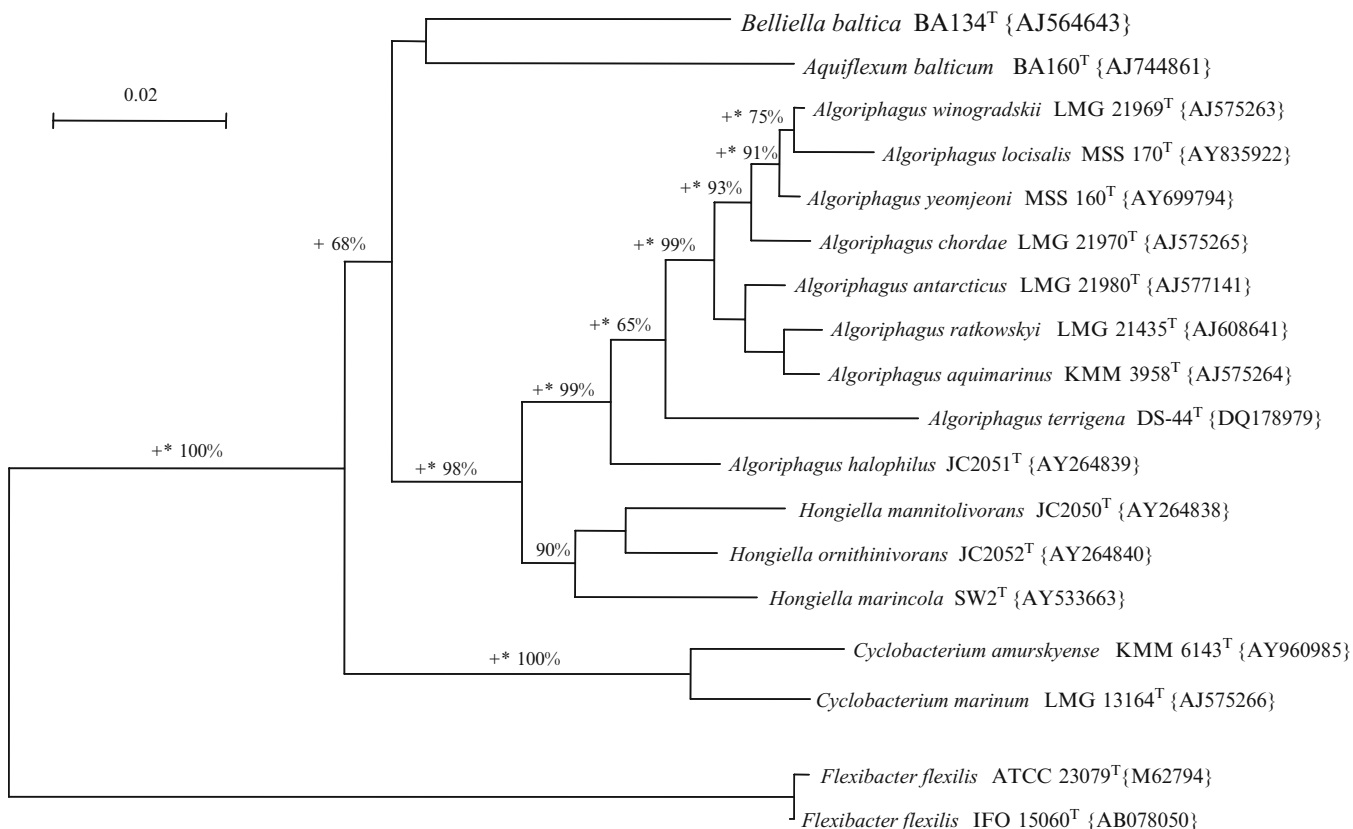 Belliella baltica BA134ᵀ {AJ564643}
Aquiflexum balticum BA160ᵀ {AJ744861}
0.02
+* 75%
Algoriphagus winogradskii LMG 21969ᵀ {AJ575263}
+* 91%
Algoriphagus locisalis MSS 170ᵀ {AY835922}
+* 93%
Algoriphagus yeomjeoni MSS 160ᵀ {AY699794}
+ 68%
+* 99%
Algoriphagus chordae LMG 21970ᵀ {AJ575265}
Algoriphagus antarcticus LMG 21980ᵀ {AJ577141}
+* 65%
Algoriphagus ratkowskyi LMG 21435ᵀ {AJ608641}
Algoriphagus aquimarinus KMM 3958ᵀ {AJ575264}
+* 99%
Algoriphagus terrigena DS-44ᵀ {DQ178979}
+* 100%
+* 98%
Algoriphagus halophilus JC2051ᵀ {AY264839}
Hongiella mannitolivorans JC2050ᵀ {AY264838}
90%
Hongiella ornithinivorans JC2052ᵀ {AY264840}
Hongiella marincola SW2ᵀ {AY533663}
+* 100%
Cyclobacterium amurskyense KMM 6143ᵀ {AY960985}
Cyclobacterium marinum LMG 13164ᵀ {AJ575266}
Flexibacter flexilis ATCC 23079ᵀ{M62794}
Flexibacter flexilis IFO 15060ᵀ {AB078050}